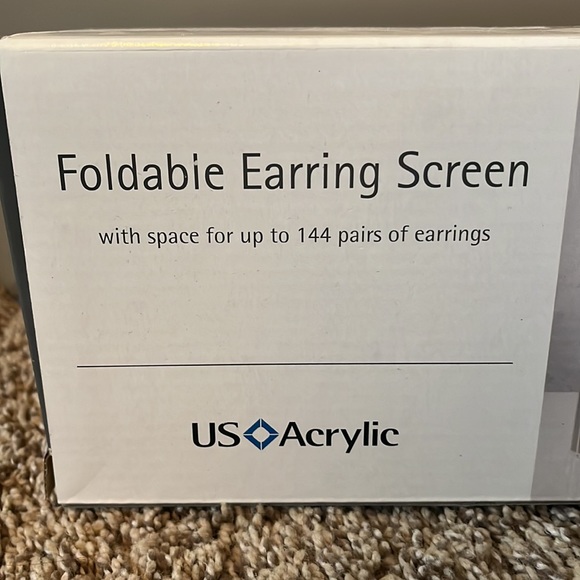 Foldable Earring Screen
with space for up to 144 pairs of earrings
US Acrylic